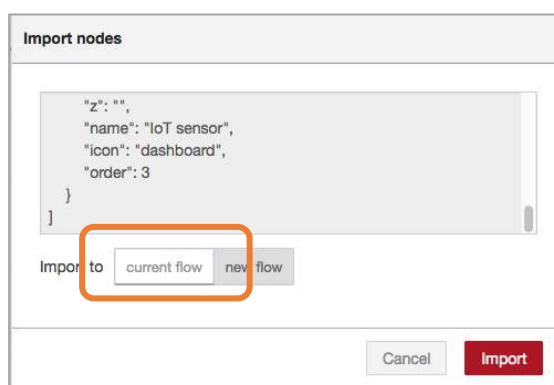 Import nodes
"z": "",
"name": "IoT sensor",
"icon": "dashboard",
"order": 3
}
]
Import to current flow new flow
Cancel Import